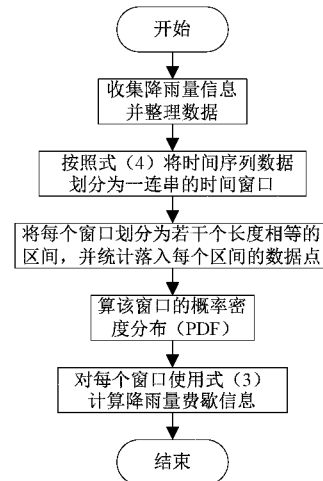 开始
收集降雨量信息
并整理数据
按照式（4）将时间序列数据
划分为一连串的时间窗口
将每个窗口划分为若干个长度相等的
区间，并统计落入每个区间的数据点
算该窗口的概率密
度分布（PDF）
对每个窗口使用式（3）
计算降雨量费歇信息
结束